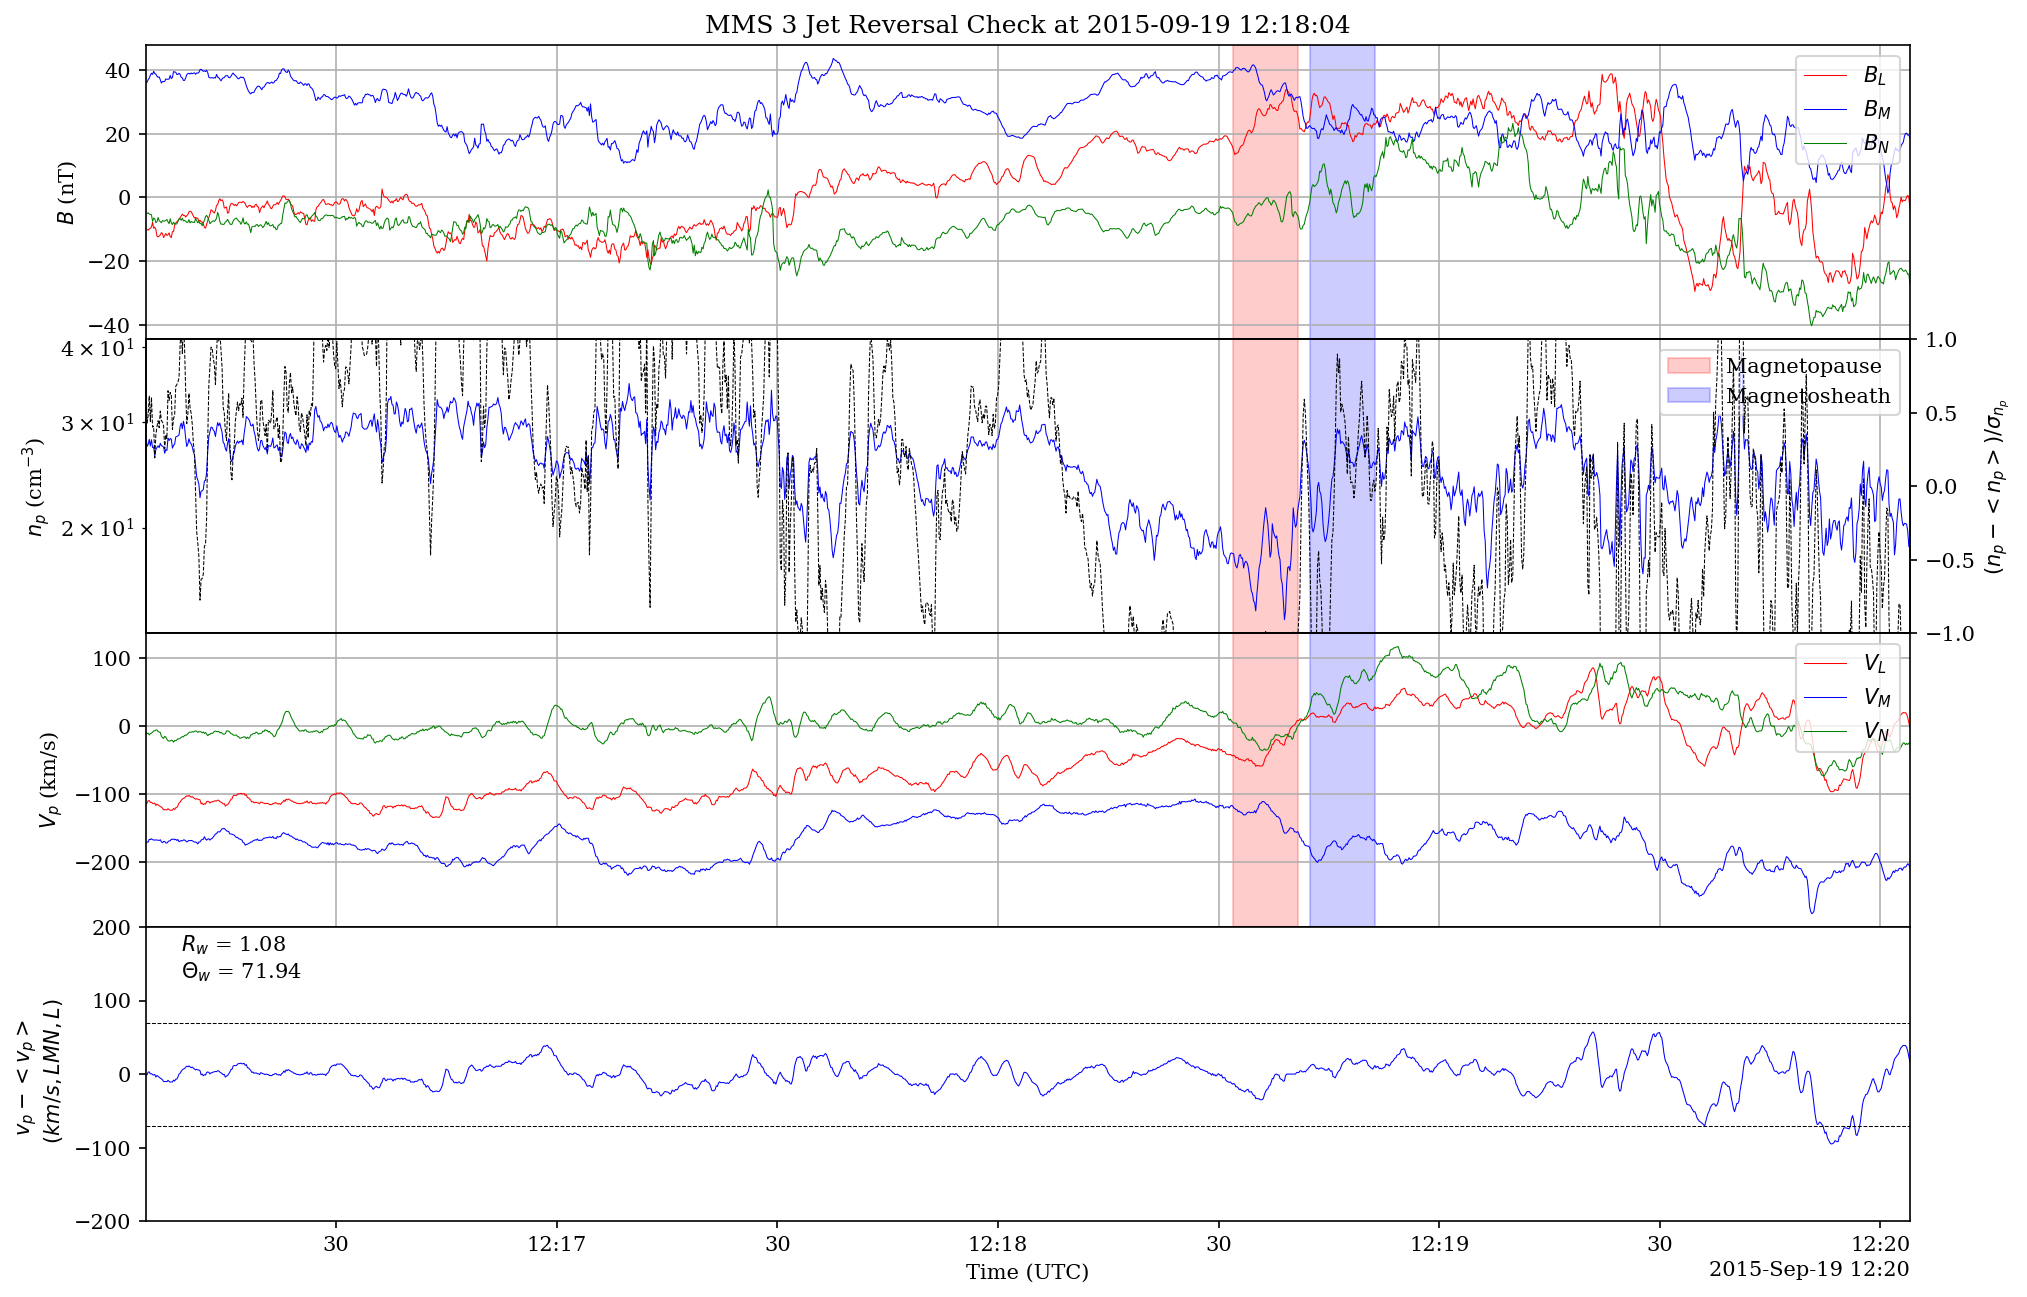 MMS 3 Jet Reversal Check at 2015-09-19 12:18:04
40
20
0
−20
−40
B (nT)
B_L
B_M
B_N
4 × 10^1
3 × 10^1
2 × 10^1
n_p (cm^−3)
1.0
0.5
0.0
−0.5
−1.0
(n_p − < n_p >)/σ_{n_p}
Magnetopause
Magnetosheath
100
0
−100
−200
V_p (km/s)
V_L
V_M
V_N
200
100
0
−100
−200
v_p − < v_p >
(km/s, LMN, L)
R_w = 1.08
Θ_w = 71.94
30
12:17
30
12:18
30
12:19
30
12:20
Time (UTC)
2015-Sep-19 12:20